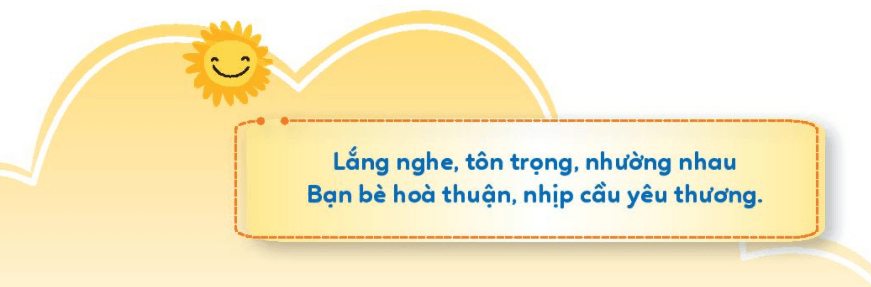 Lắng nghe, tôn trọng, nhường nhau
Bạn bè hoà thuận, nhịp cầu yêu thương.